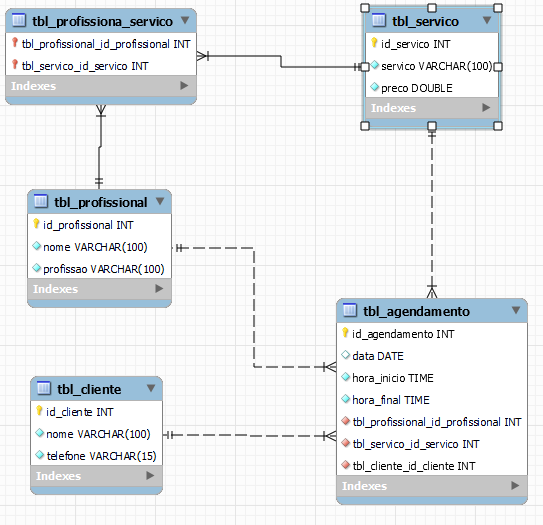 tbl_profissiona_servico
tbl_profissional_id_profissional INT
tbl_servico_id_servico INT
Indexes
tbl_servico
id_servico INT
servico VARCHAR(100)
preco DOUBLE
Indexes
tbl_profissional
id_profissional INT
nome VARCHAR(100)
profissao VARCHAR(100)
Indexes
tbl_cliente
id_cliente INT
nome VARCHAR(100)
telefone VARCHAR(15)
Indexes
tbl_agendamento
id_agendamento INT
data DATE
hora_inicio TIME
hora_final TIME
tbl_profissional_id_profissional INT
tbl_servico_id_servico INT
tbl_cliente_id_cliente INT
Indexes